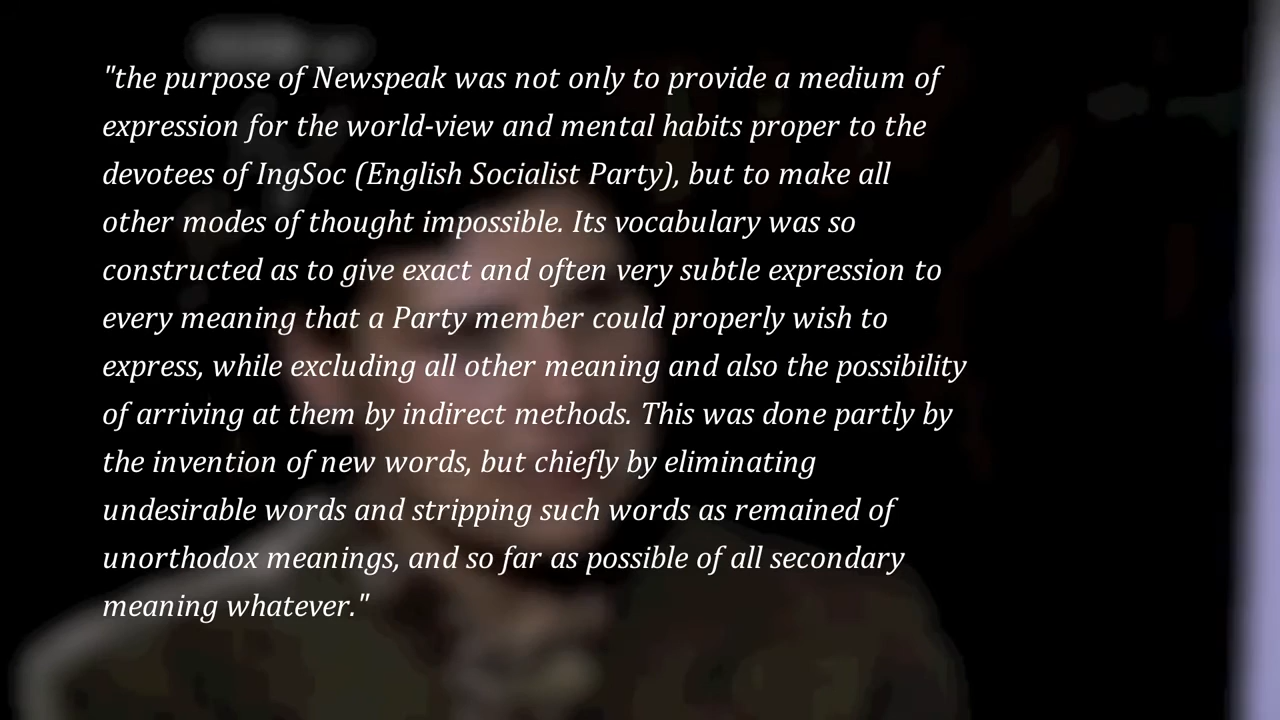 "the purpose of Newspeak was not only to provide a medium of
expression for the world-view and mental habits proper to the
devotees of IngSoc (English Socialist Party), but to make all
other modes of thought impossible. Its vocabulary was so
constructed as to give exact and often very subtle expression to
every meaning that a Party member could properly wish to
express, while excluding all other meaning and also the possibility
of arriving at them by indirect methods. This was done partly by
the invention of new words, but chiefly by eliminating
undesirable words and stripping such words as remained of
unorthodox meanings, and so far as possible of all secondary
meaning whatever."